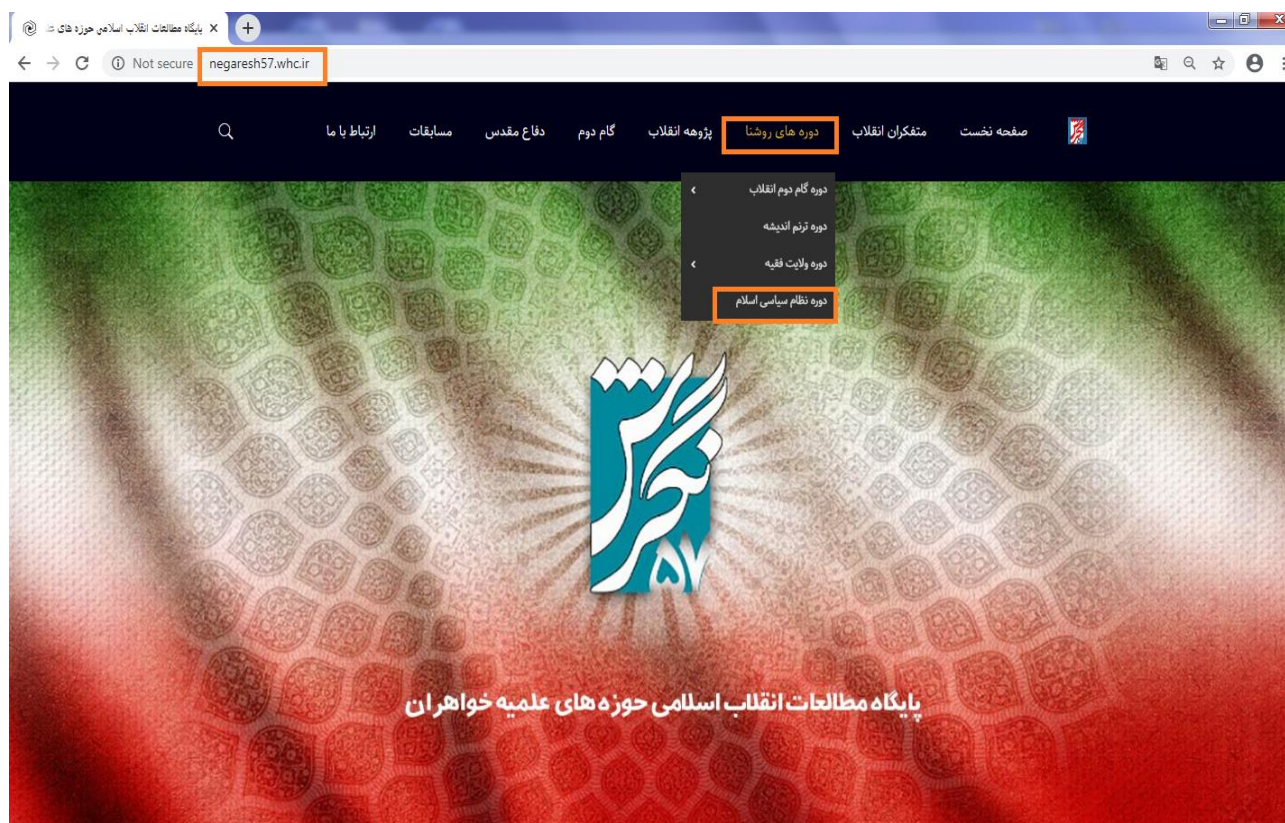 پایگاه مطالعات انقلاب اسلامی حوزه های
Not secure negaresh57.whc.ir
صفحه نخست متفکران انقلاب دوره های روشنا پژوهه انقلاب گام دوم دفاع مقدس مسابقات ارتباط با ما
دوره گام دوم انقلاب
دوره ترنم اندیشه
دوره ولایت فقیه
دوره نظام سیاسی اسلام
نگرش
۵۷
پایگاه مطالعات انقلاب اسلامی حوزه های علمیه خواهران